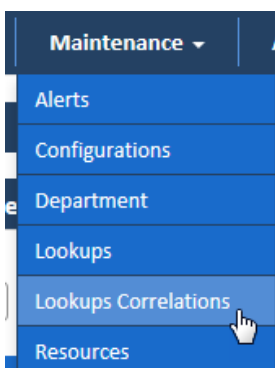 Maintenance
Alerts
Configurations
Department
Lookups
Lookups Correlations
Resources